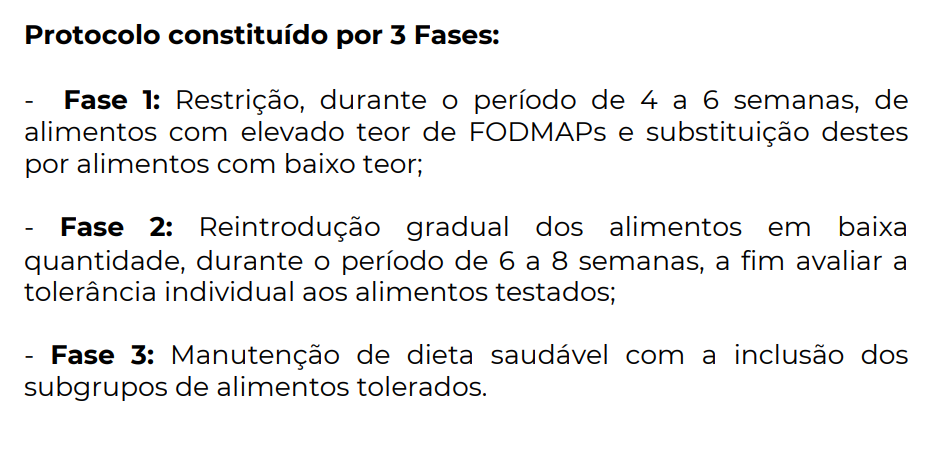 Protocolo constituído por 3 Fases:
- Fase 1: Restrição, durante o período de 4 a 6 semanas, de
alimentos com elevado teor de FODMAPs e substituição destes
por alimentos com baixo teor;
- Fase 2: Reintrodução gradual dos alimentos em baixa
quantidade, durante o período de 6 a 8 semanas, a fim avaliar a
tolerância individual aos alimentos testados;
- Fase 3: Manutenção de dieta saudável com a inclusão dos
subgrupos de alimentos tolerados.